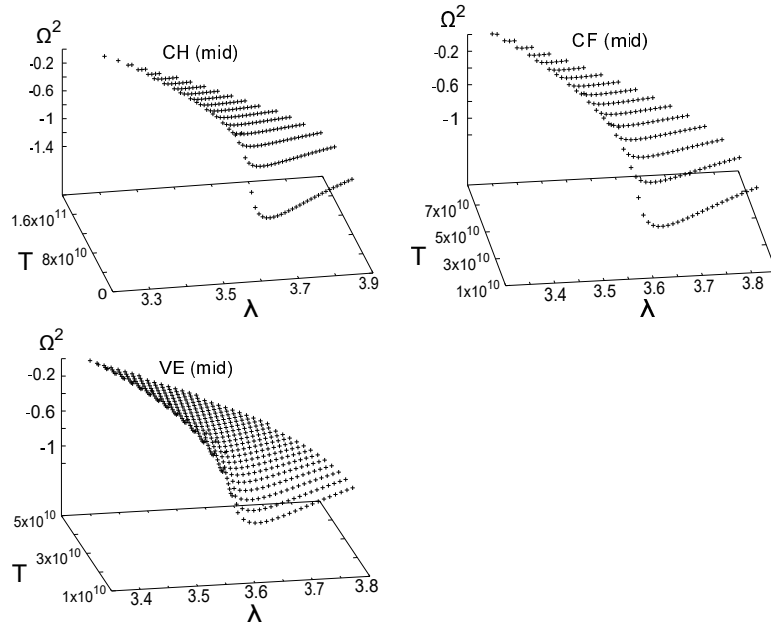 Ω²
CH (mid)
-0.2
-0.6
-1
-1.4
1.6x10¹¹
8x10¹⁰
0
T
3.3
3.5
3.7
3.9
λ
Ω²
CF (mid)
-0.2
-0.6
-1
7x10¹⁰
5x10¹⁰
3x10¹⁰
1x10¹⁰
T
3.4
3.5
3.6
3.7
3.8
λ
Ω²
VE (mid)
-0.2
-0.6
-1
5x10¹⁰
3x10¹⁰
1x10¹⁰
T
3.4
3.5
3.6
3.7
3.8
λ